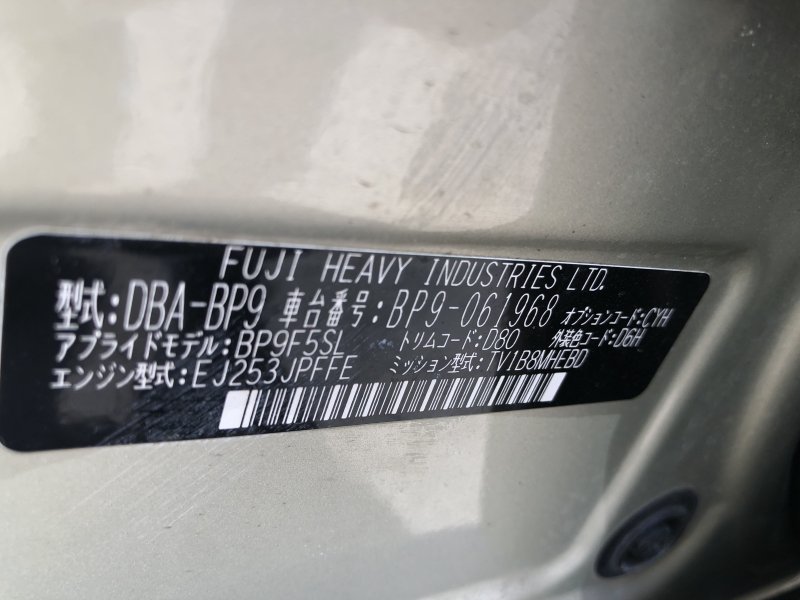 FUJI HEAVY INDUSTRIES LTD.
型式:DBA-BP9 車台番号:BP9-061968 オプションコード:CYH
アプライドモデル:BP9F5SL トリムコード:D80 外装色コード:D6H
エンジン型式:EJ253JPFFE ミッション型式:TV1B8MHEBD